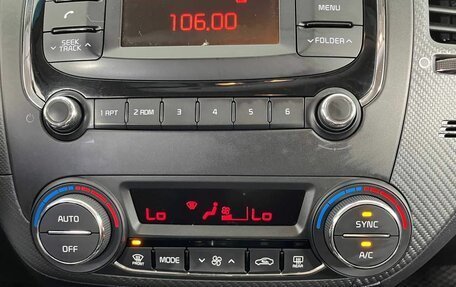 106.00
MENU
SEEK
TRACK
FOLDER
1 RPT
2 RDM
3
4
5
6
AUTO
OFF
Lo
Lo
SYNC
A/C
FRONT
MODE
REAR